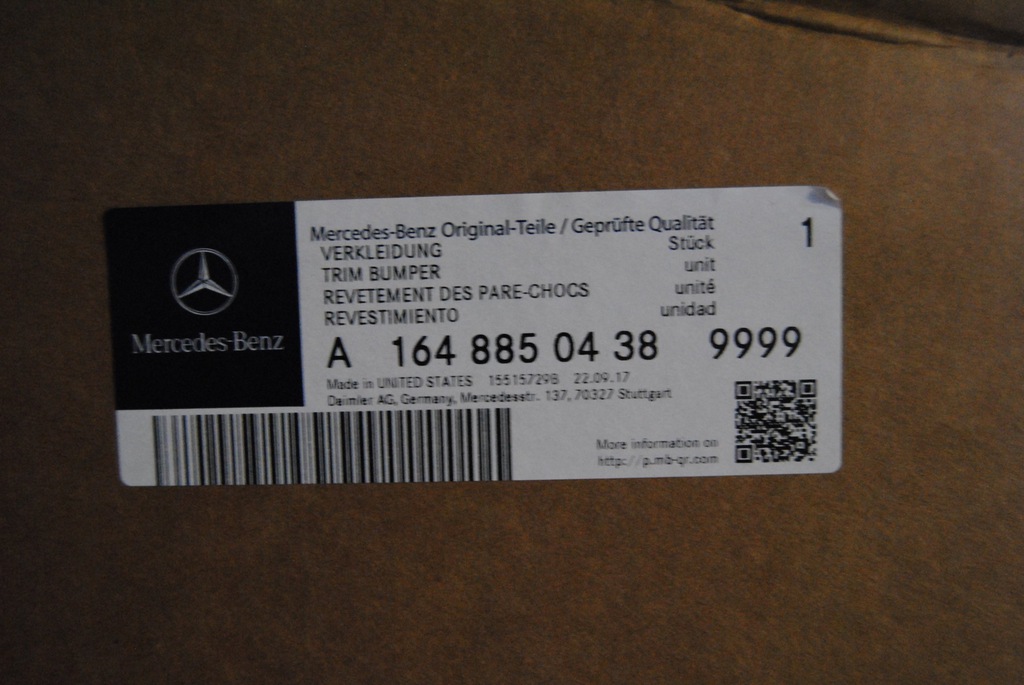 Mercedes-Benz
Mercedes-Benz Original-Teile / Geprüfte Qualität 1
VERKLEIDUNG Stück
TRIM BUMPER unit
REVETEMENT DES PARE-CHOCS unité
REVESTIMIENTO unidad
A 164 885 04 38 9999
Made in UNITED STATES 15515729B 22.09.17
Daimler AG, Germany, Mercedesstr. 137, 70327 Stuttgart
More information on
http://p.mb-qr.com